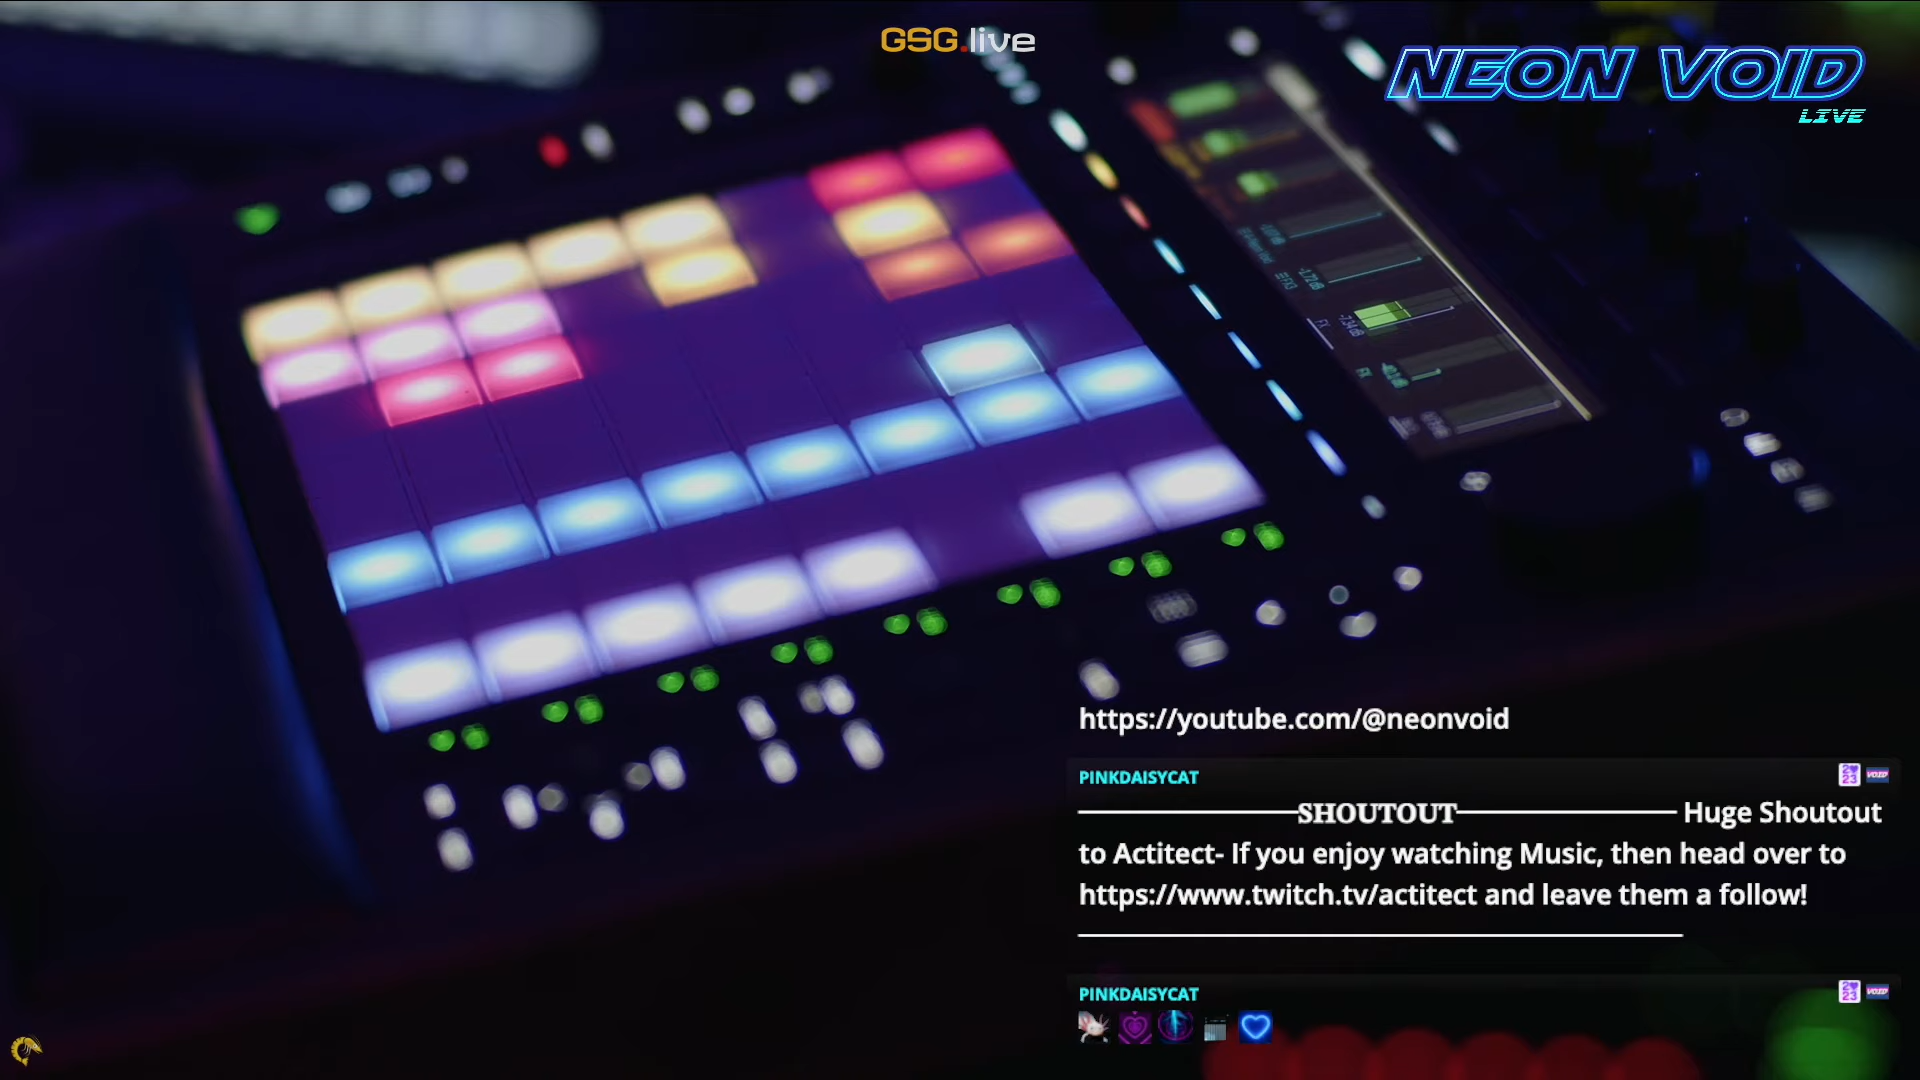 GSG.live
NEON VOID
LIVE
https://youtube.com/@neonvoid
PINKDAISYCAT
────────SHOUTOUT──────── Huge Shoutout
to Actitect- If you enjoy watching Music, then head over to
https://www.twitch.tv/actitect and leave them a follow!
PINKDAISYCAT